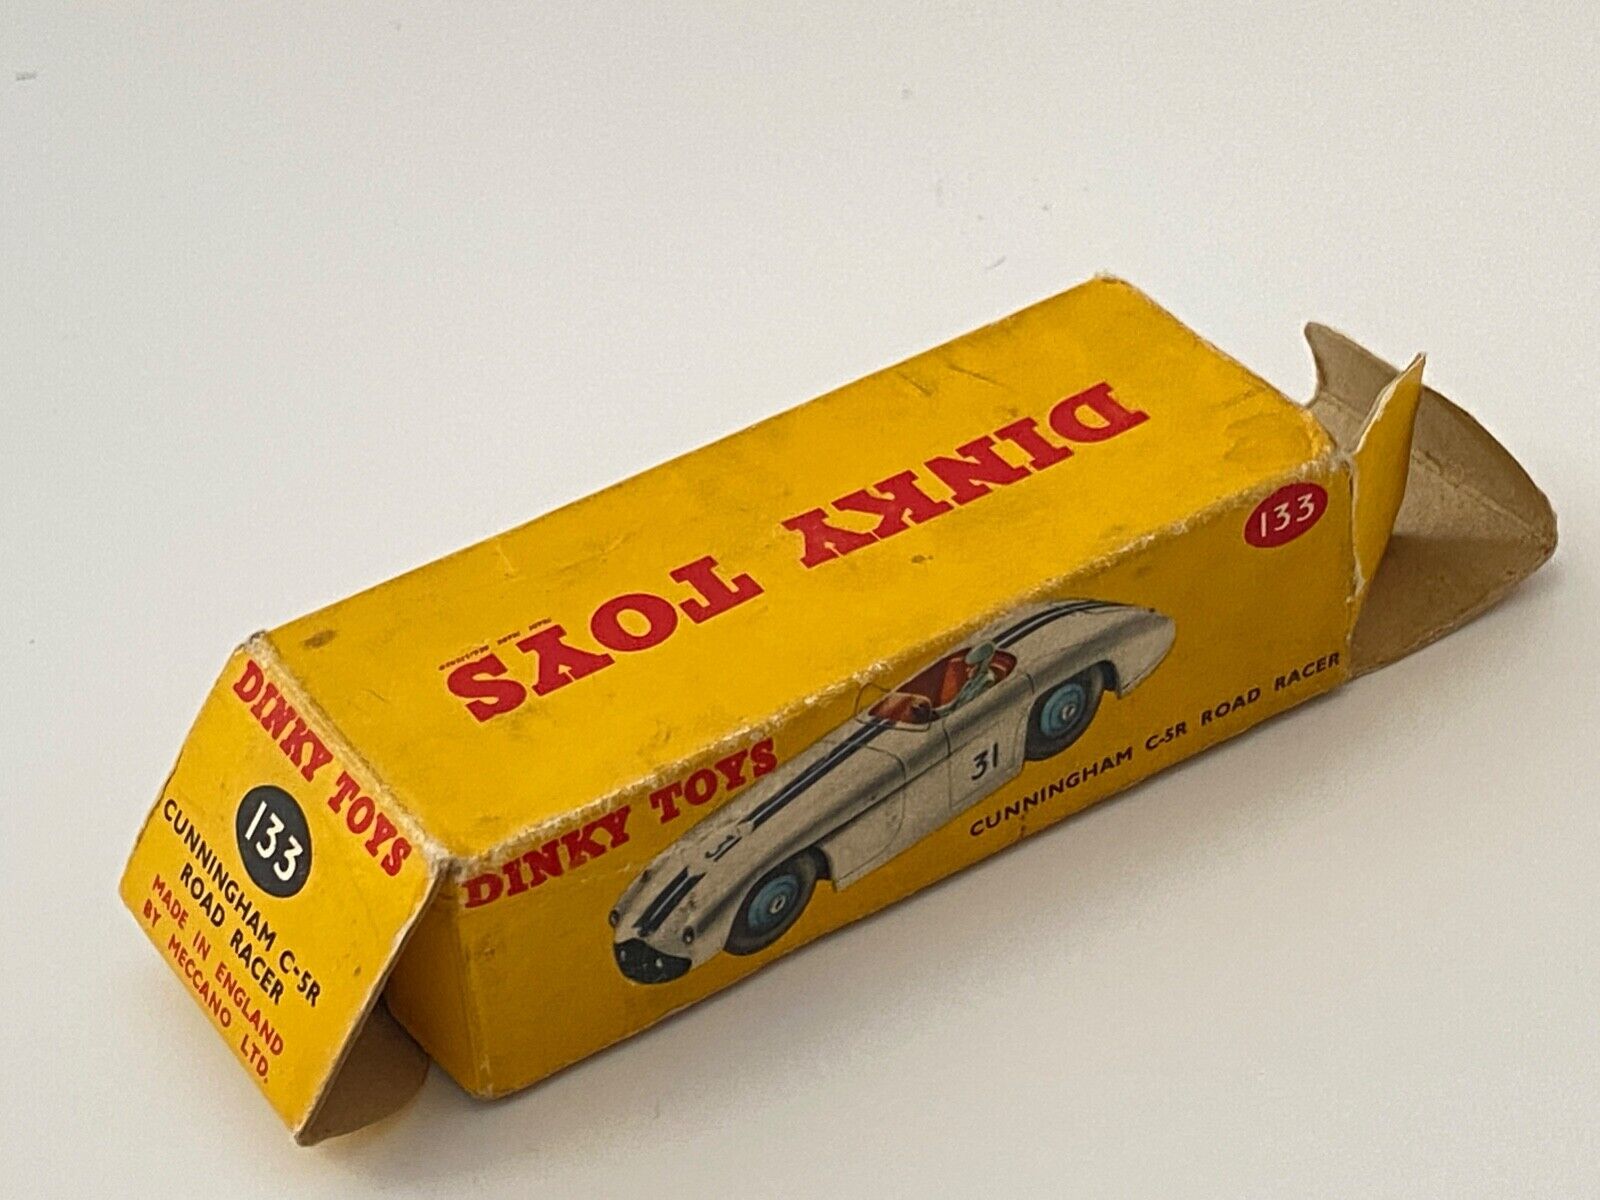 DINKY TOYS
133
CUNNINGHAM C-5R
ROAD RACER
MADE IN ENGLAND
BY MECCANO LTD.
DINKY TOYS
DINKY TOYS
133
31
31
CUNNINGHAM C-5R ROAD RACER